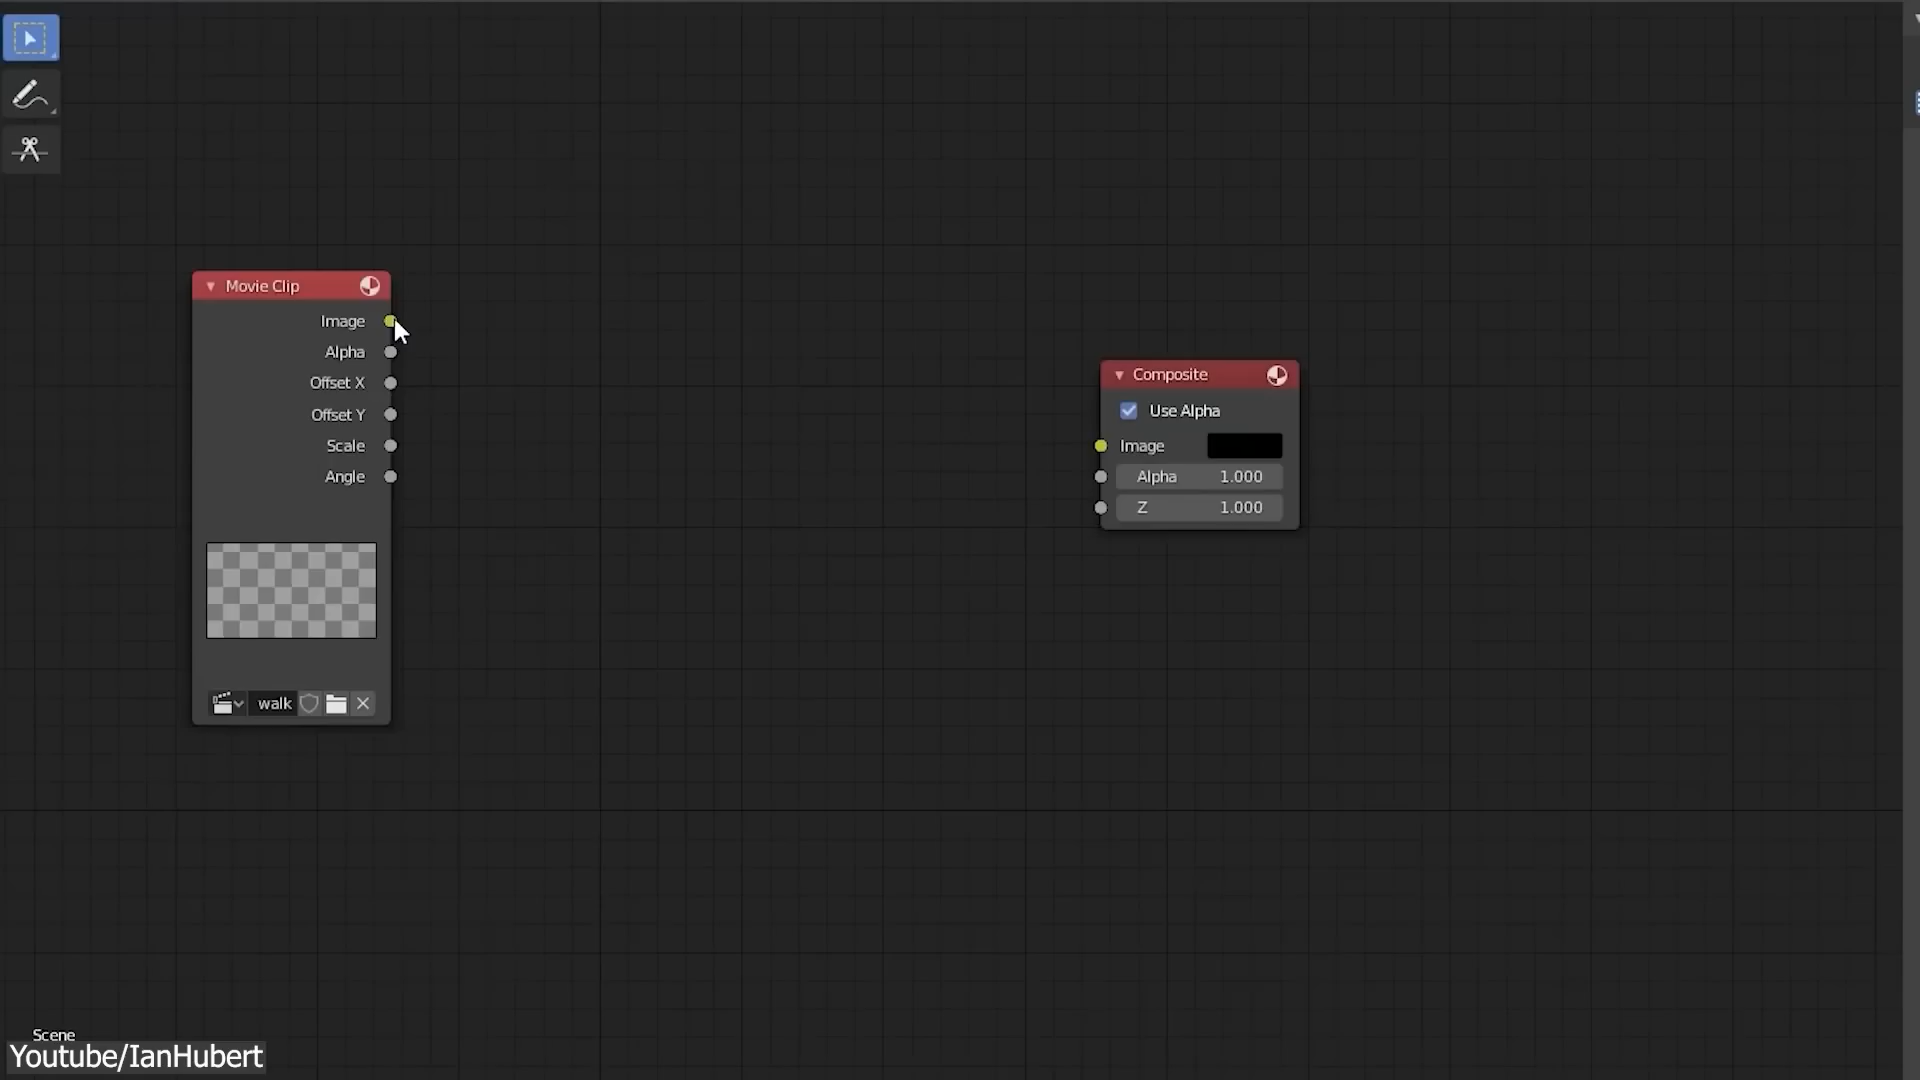 Movie Clip
Image
Alpha
Offset X
Offset Y
Scale
Angle
walk
Composite
Use Alpha
Image
Alpha 1.000
Z 1.000
Scene
Youtube/IanHubert